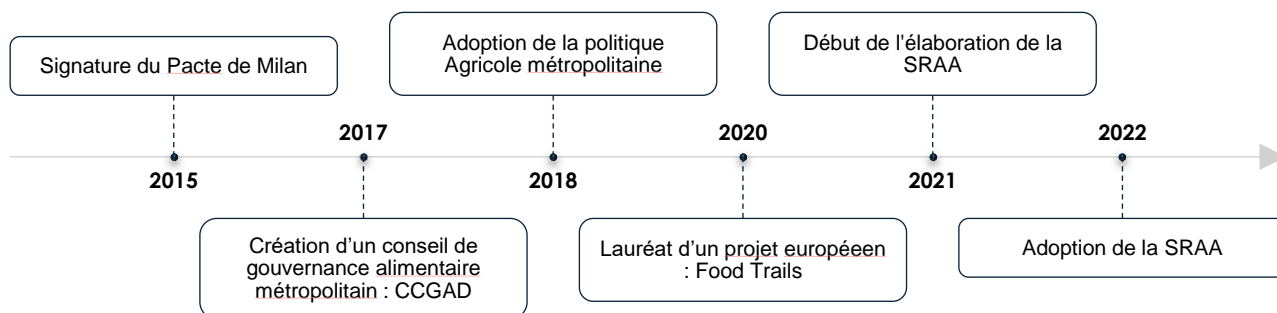 Signature du Pacte de Milan
Adoption de la politique
Agricole métropolitaine
Début de l'élaboration de la
SRAA
2017
2020
2022
2015
2018
2021
Création d’un conseil de
gouvernance alimentaire
métropolitain : CCGAD
Lauréat d’un projet européeen
: Food Trails
Adoption de la SRAA